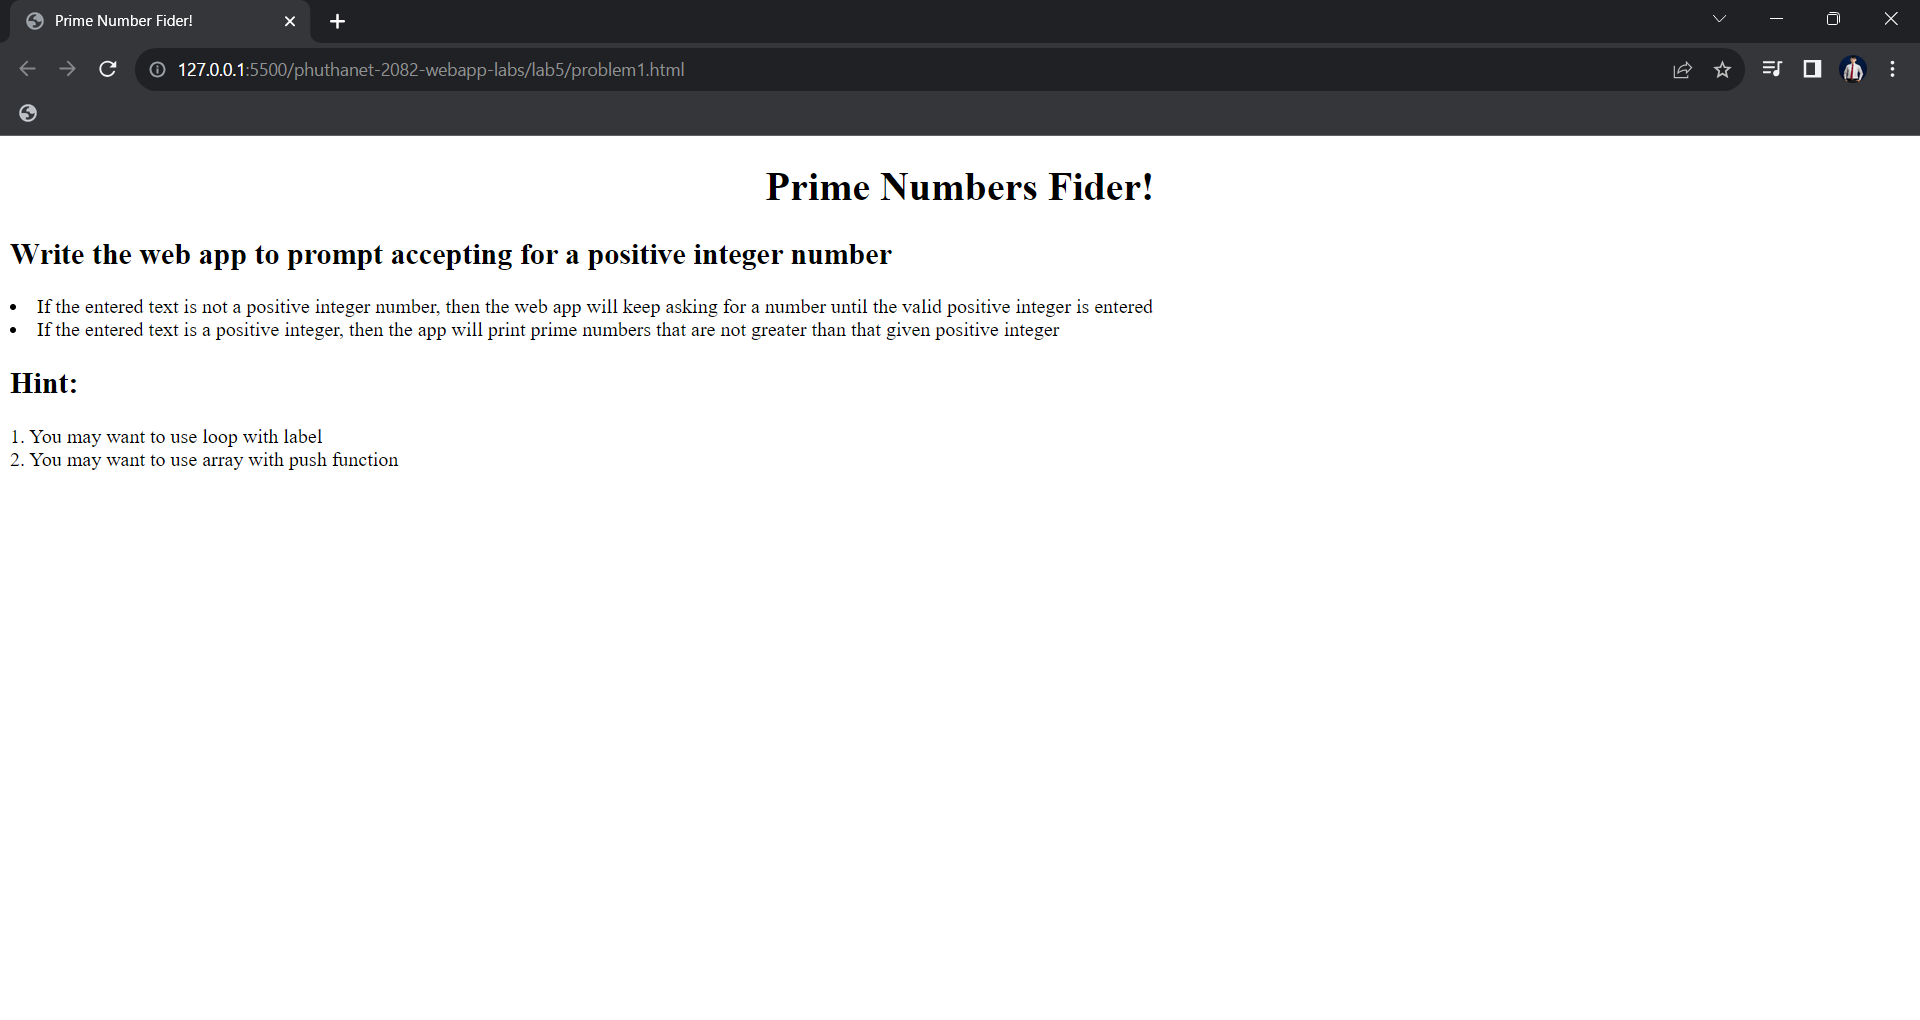 Prime Number Fider!
127.0.0.1:5500/phuthanet-2082-webapp-labs/lab5/problem1.html
Prime Numbers Fider!
Write the web app to prompt accepting for a positive integer number
• If the entered text is not a positive integer number, then the web app will keep asking for a number until the valid positive integer is entered
• If the entered text is a positive integer, then the app will print prime numbers that are not greater than that given positive integer
Hint:
1. You may want to use loop with label
2. You may want to use array with push function